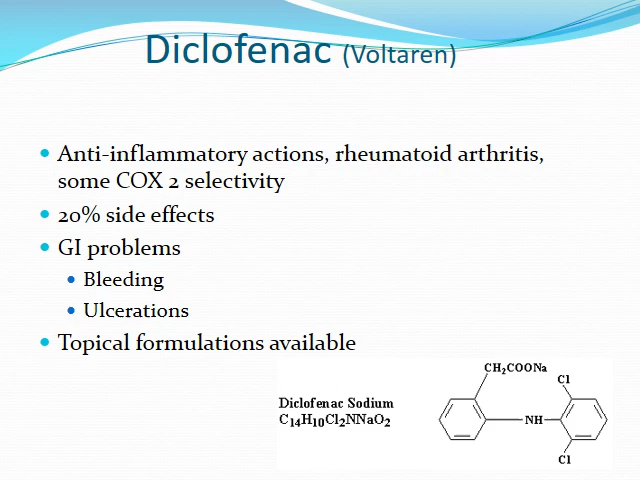 Diclofenac (Voltaren)
Anti-inflammatory actions, rheumatoid arthritis,
some COX 2 selectivity
20% side effects
GI problems
Bleeding
Ulcerations
Topical formulations available
CH₂COONa
Cl
Diclofenac Sodium
C₁₄H₁₀Cl₂NNaO₂
NH
Cl